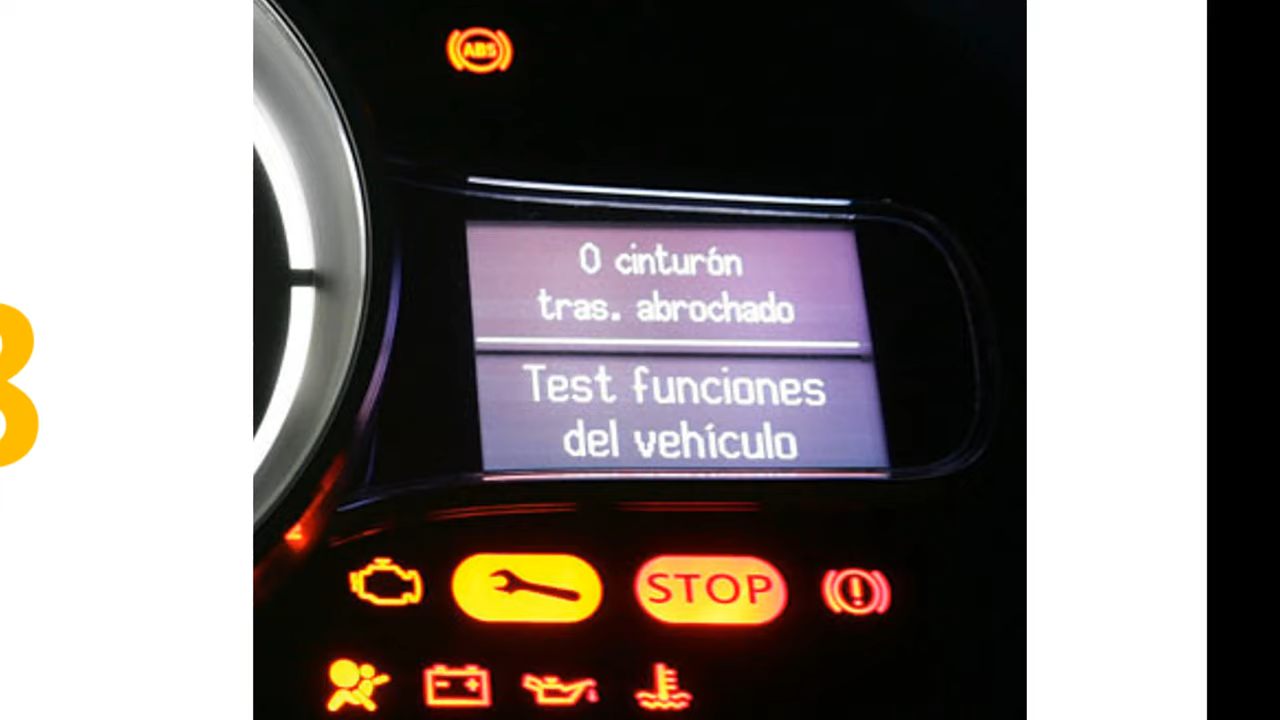 ABS
0 cinturón
tras. abrochado
Test funciones
del vehículo
STOP